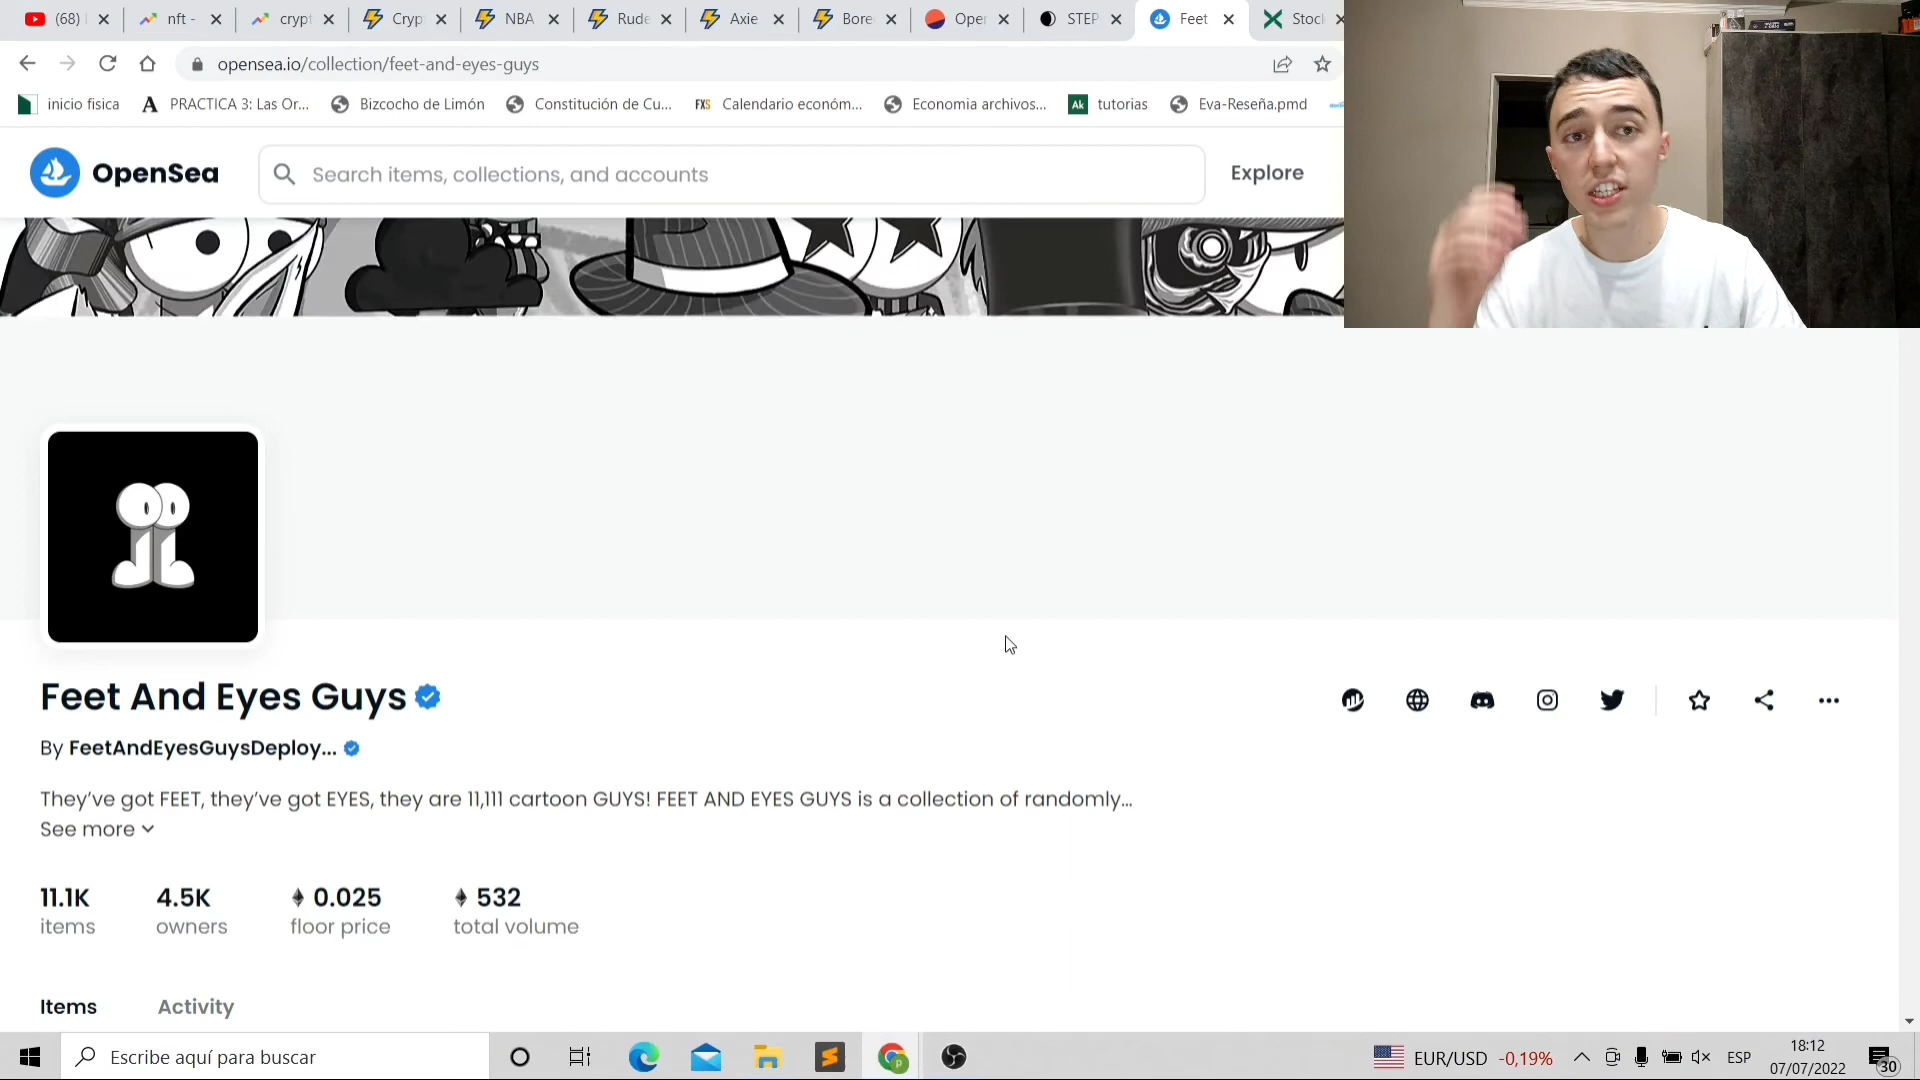 (68)
nft -
crypt
Cryp
NBA
Rude
Axie
Bore
Oper
STEP
Feet
Stoc
opensea.io/collection/feet-and-eyes-guys
inicio fisica
PRACTICA 3: Las Or...
Bizcocho de Limón
Constitución de Cu...
FXS
Calendario económ...
Economia archivos...
Ak
tutorias
Eva-Reseña.pmd
OpenSea
Search items, collections, and accounts
Explore
Feet And Eyes Guys
By FeetAndEyesGuysDeploy...
They've got FEET, they've got EYES, they are 11,111 cartoon GUYS! FEET AND EYES GUYS is a collection of randomly...
See more
11.1K
4.5K
0.025
532
items
owners
floor price
total volume
Items
Activity
Escribe aquí para buscar
EUR/USD
-0,19%
ESP
18:12
07/07/2022
30